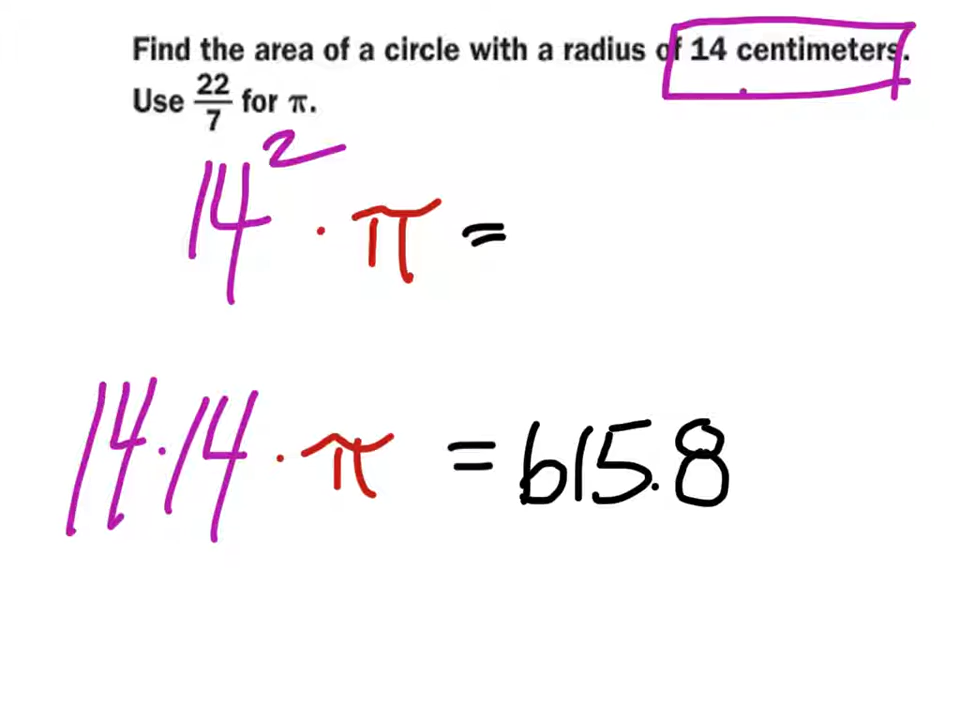 Find the area of a circle with a radius of 14 centimeters.
Use 22/7 for π.
14² · π =
14 · 14 · π = 615.8